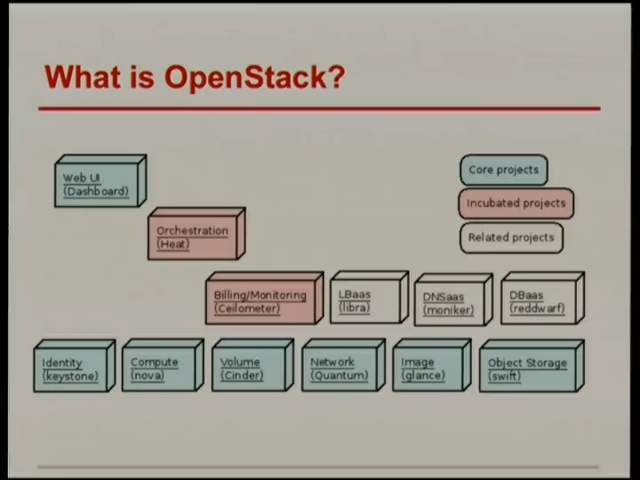 What is OpenStack?
Web UI
(Dashboard)
Core projects
Incubated projects
Related projects
Orchestration
(Heat)
Billing/Monitoring
(Ceilometer)
LBaas
(libra)
DNSaas
(moniker)
DBaas
(reddwarf)
Identity
(keystone)
Compute
(nova)
Volume
(Cinder)
Network
(Quantum)
Image
(glance)
Object Storage
(swift)